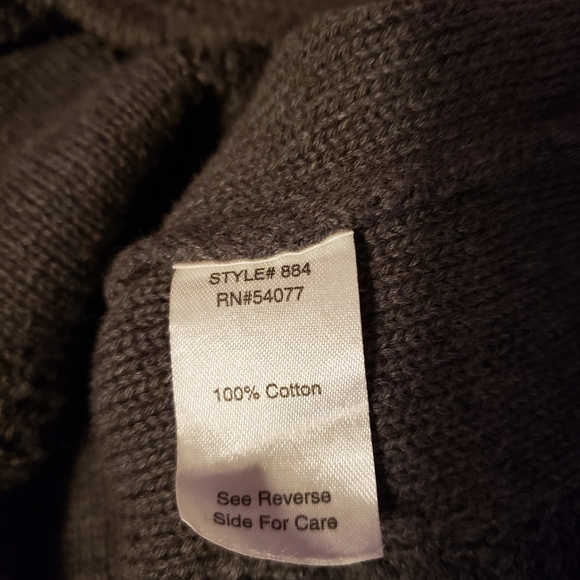 STYLE# 884
RN#54077
100% Cotton
See Reverse
Side For Care